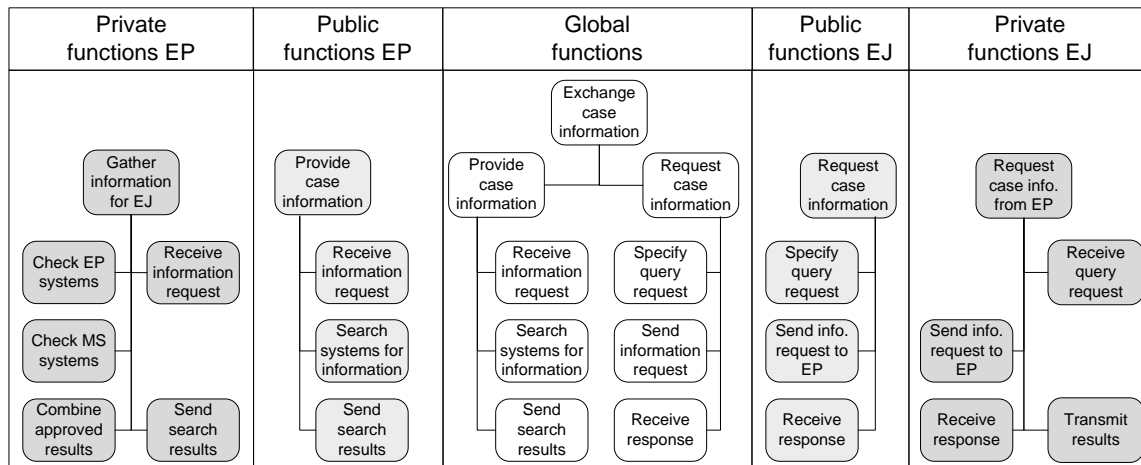 Private
functions EP
Public
functions EP
Global
functions
Public
functions EJ
Private
functions EJ
Gather
information
for EJ
Check EP
systems
Receive
information
request
Check MS
systems
Combine
approved
results
Send
search
results
Provide
case
information
Receive
information
request
Search
systems for
information
Send
search
results
Exchange
case
information
Provide
case
information
Request
case
information
Receive
information
request
Specify
query
request
Search
systems for
information
Send
information
request
Send
search
results
Receive
response
Request
case
information
Specify
query
request
Send info.
request to
EP
Receive
response
Request
case info.
from EP
Receive
query
request
Send info.
request to
EP
Receive
response
Transmit
results